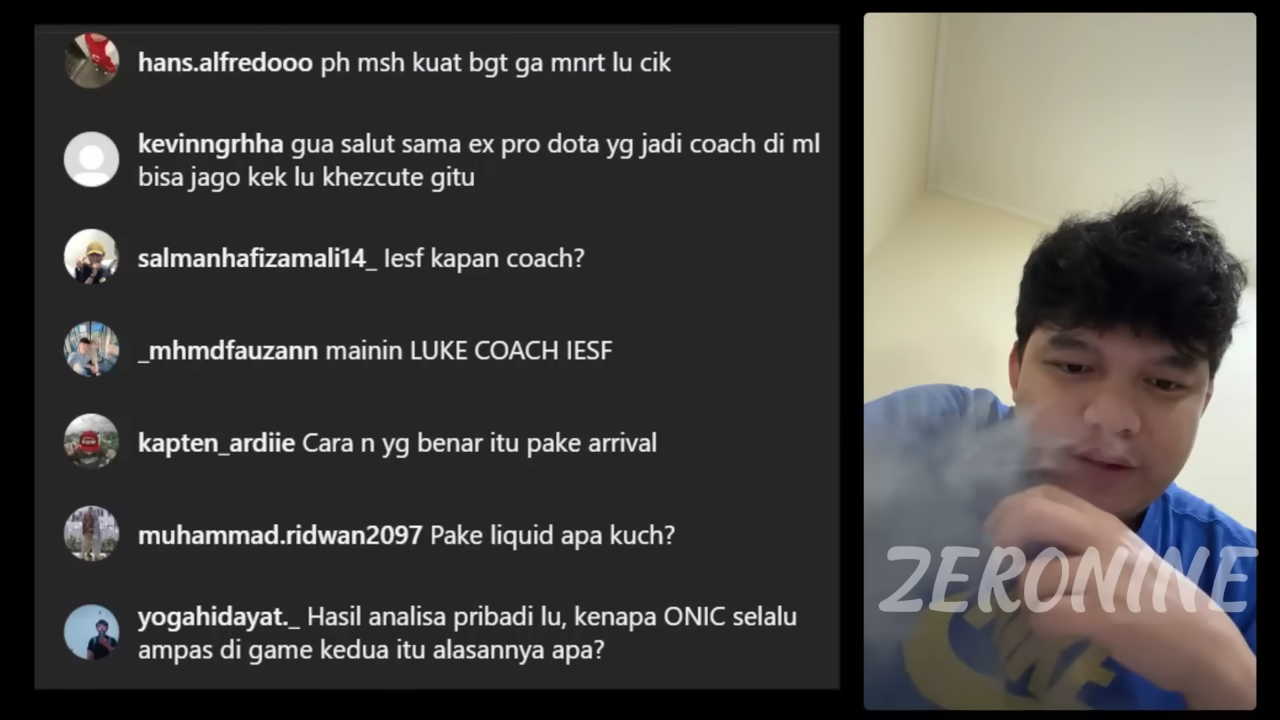 hans.alfredooo ph msh kuat bgt ga mnrt lu cik
kevinngrhha gua salut sama ex pro dota yg jadi coach di ml
bisa jago kek lu khezcute gitu
salmanhafizamali14_ Iesf kapan coach?
_mhmdfauzann mainin LUKE COACH IESF
kapten_ardiie Cara n yg benar itu pake arrival
muhammad.ridwan2097 Pake liquid apa kuch?
yogahidayat._ Hasil analisa pribadi lu, kenapa ONIC selalu
ampas di game kedua itu alasannya apa?
ZERONINE